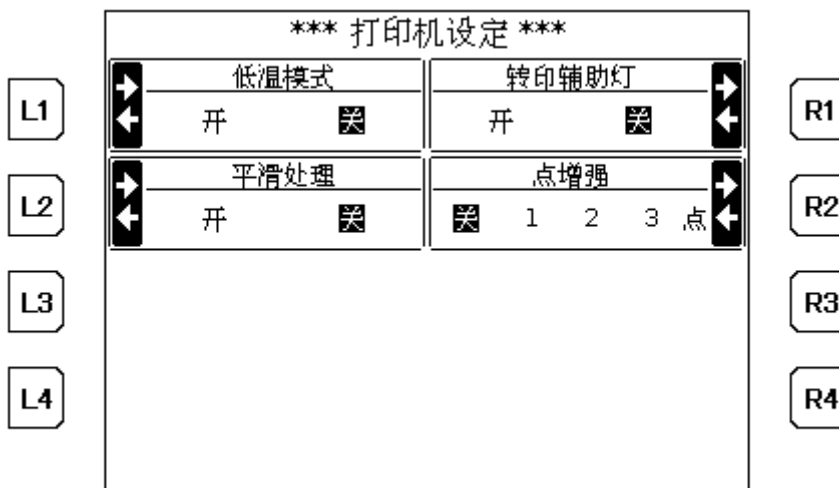 *** 打印机设定 ***
低温模式 转印辅助灯
L1 开 关 开 关 R1
平滑处理 点增强
L2 开 关 关 1 2 3 点 R2
L3 R3
L4 R4